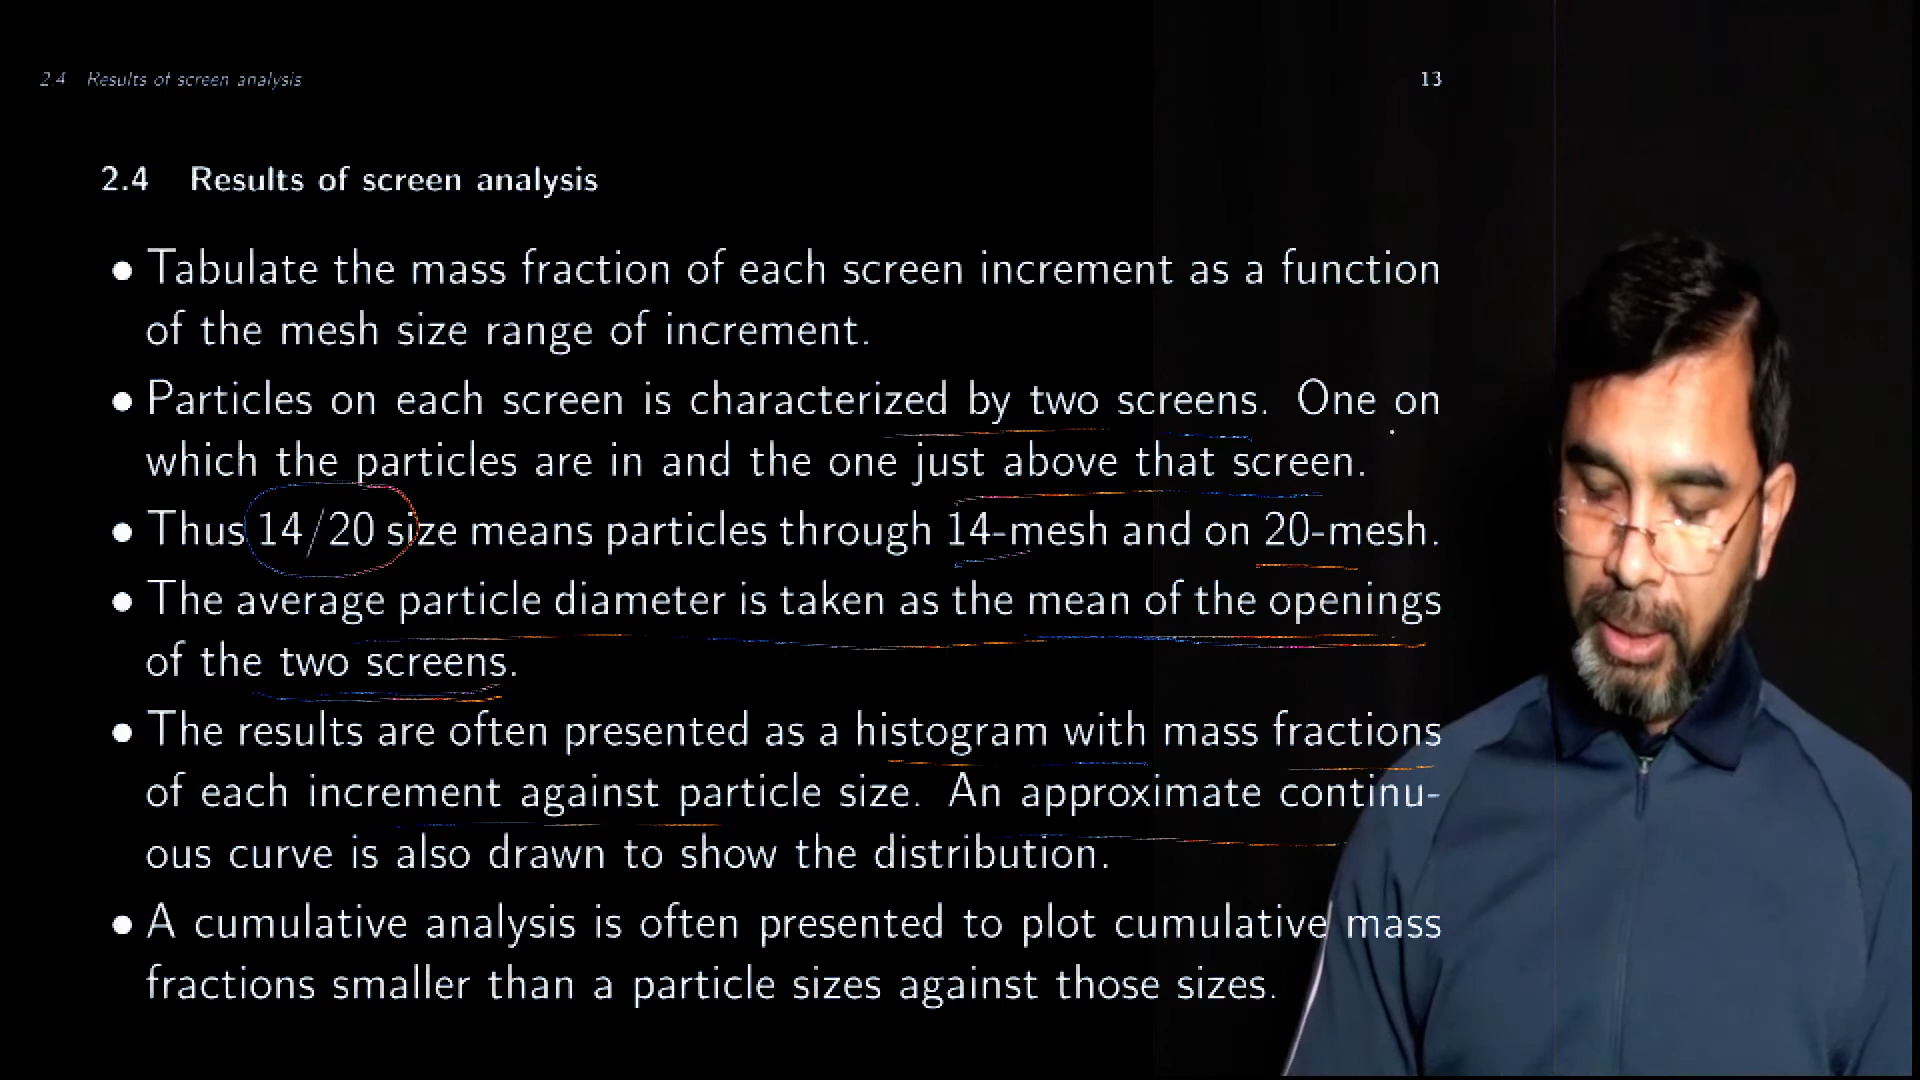 2.4 Results of screen analysis
13
2.4 Results of screen analysis
● Tabulate the mass fraction of each screen increment as a function
of the mesh size range of increment.
● Particles on each screen is characterized by two screens. One on
which the particles are in and the one just above that screen.
● Thus 14/20 size means particles through 14-mesh and on 20-mesh.
● The average particle diameter is taken as the mean of the openings
of the two screens.
● The results are often presented as a histogram with mass fractions
of each increment against particle size. An approximate continu-
ous curve is also drawn to show the distribution.
● A cumulative analysis is often presented to plot cumulative mass
fractions smaller than a particle sizes against those sizes.